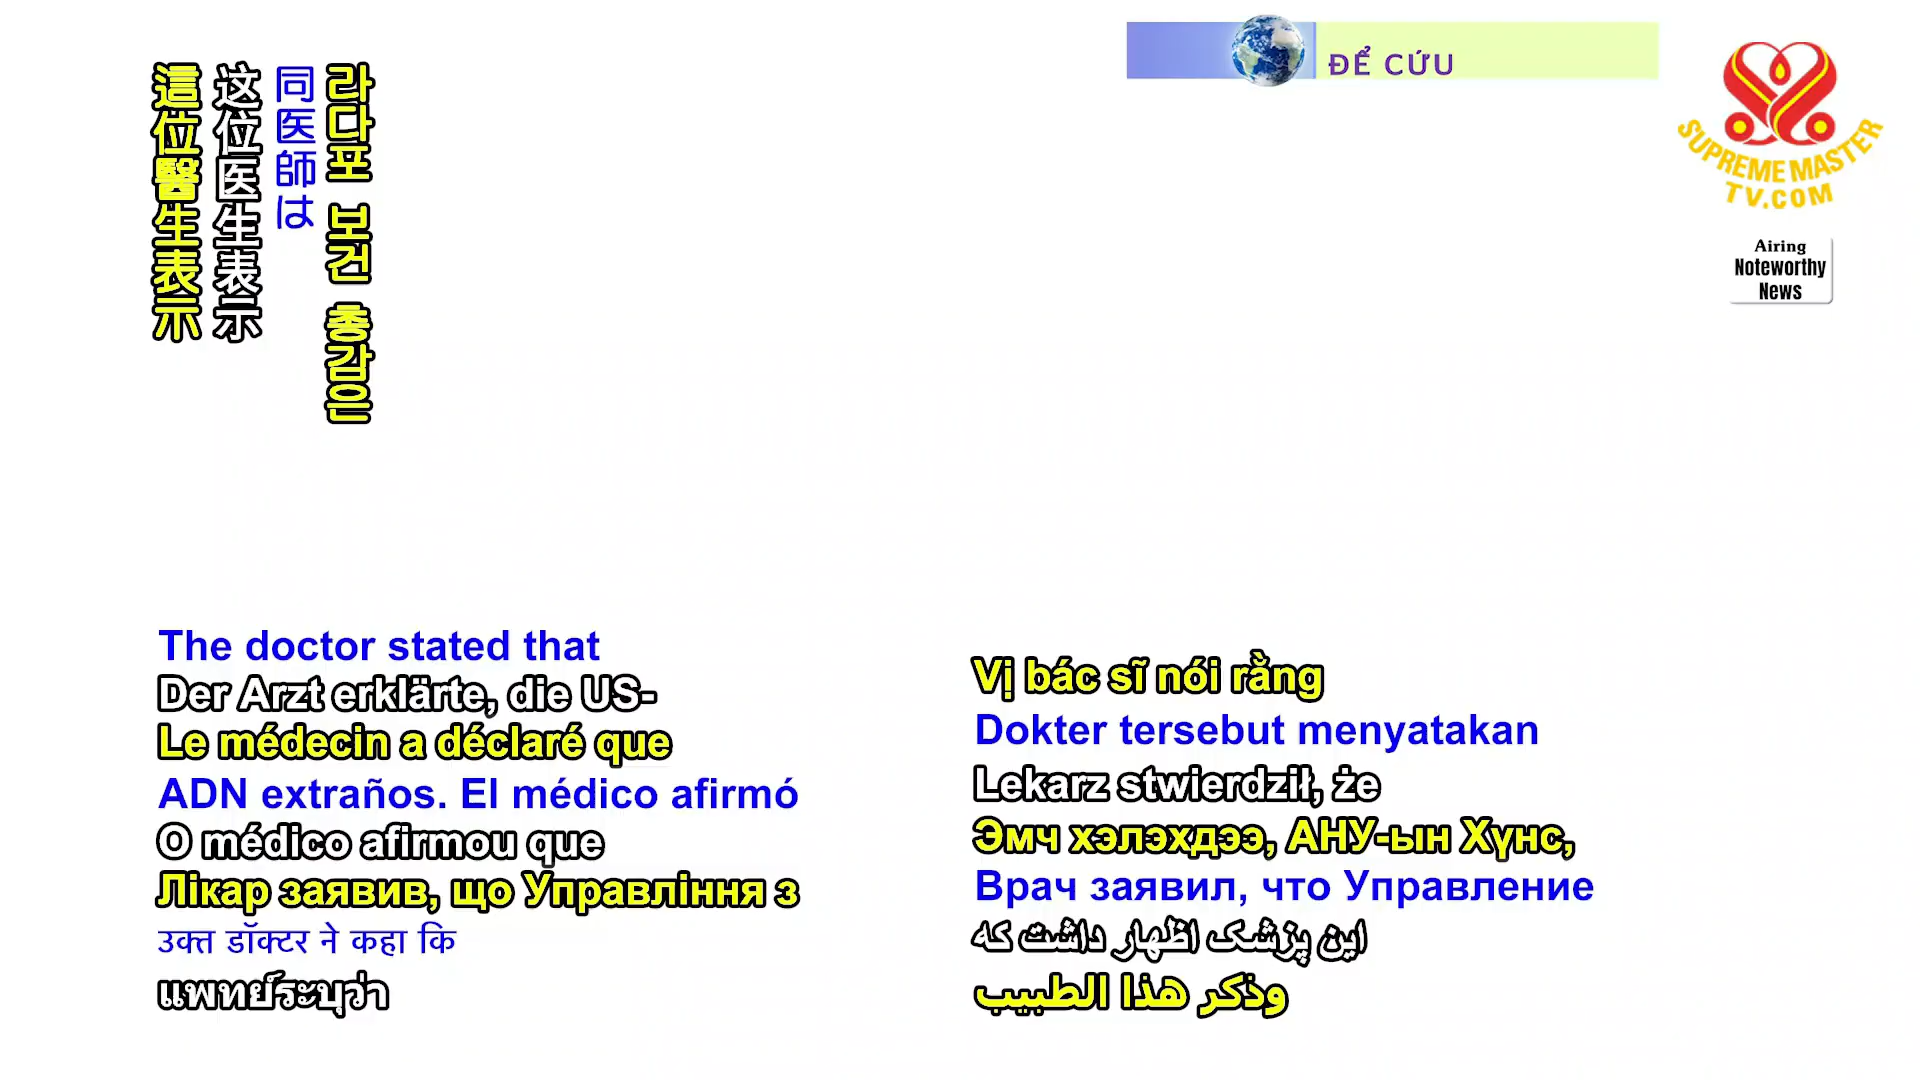 ĐỂ CỨU
SUPREME MASTER
TV.COM
Airing
Noteworthy
News
這位醫生表示
这位医生表示
同医師は
라다포 보건 총감은
The doctor stated that
Der Arzt erklärte, die US-
Le médecin a déclaré que
ADN extraños. El médico afirmó
O médico afirmou que
Лікар заявив, що Управління з
उक्त डॉक्टर ने कहा कि
แพทย์ระบุว่า
Vị bác sĩ nói rằng
Dokter tersebut menyatakan
Lekarz stwierdził, że
Эмч хэлэхдээ, АНУ-ын Хүнс,
Врач заявил, что Управление
این پزشک اظهار داشت که
وذكر هذا الطبيب